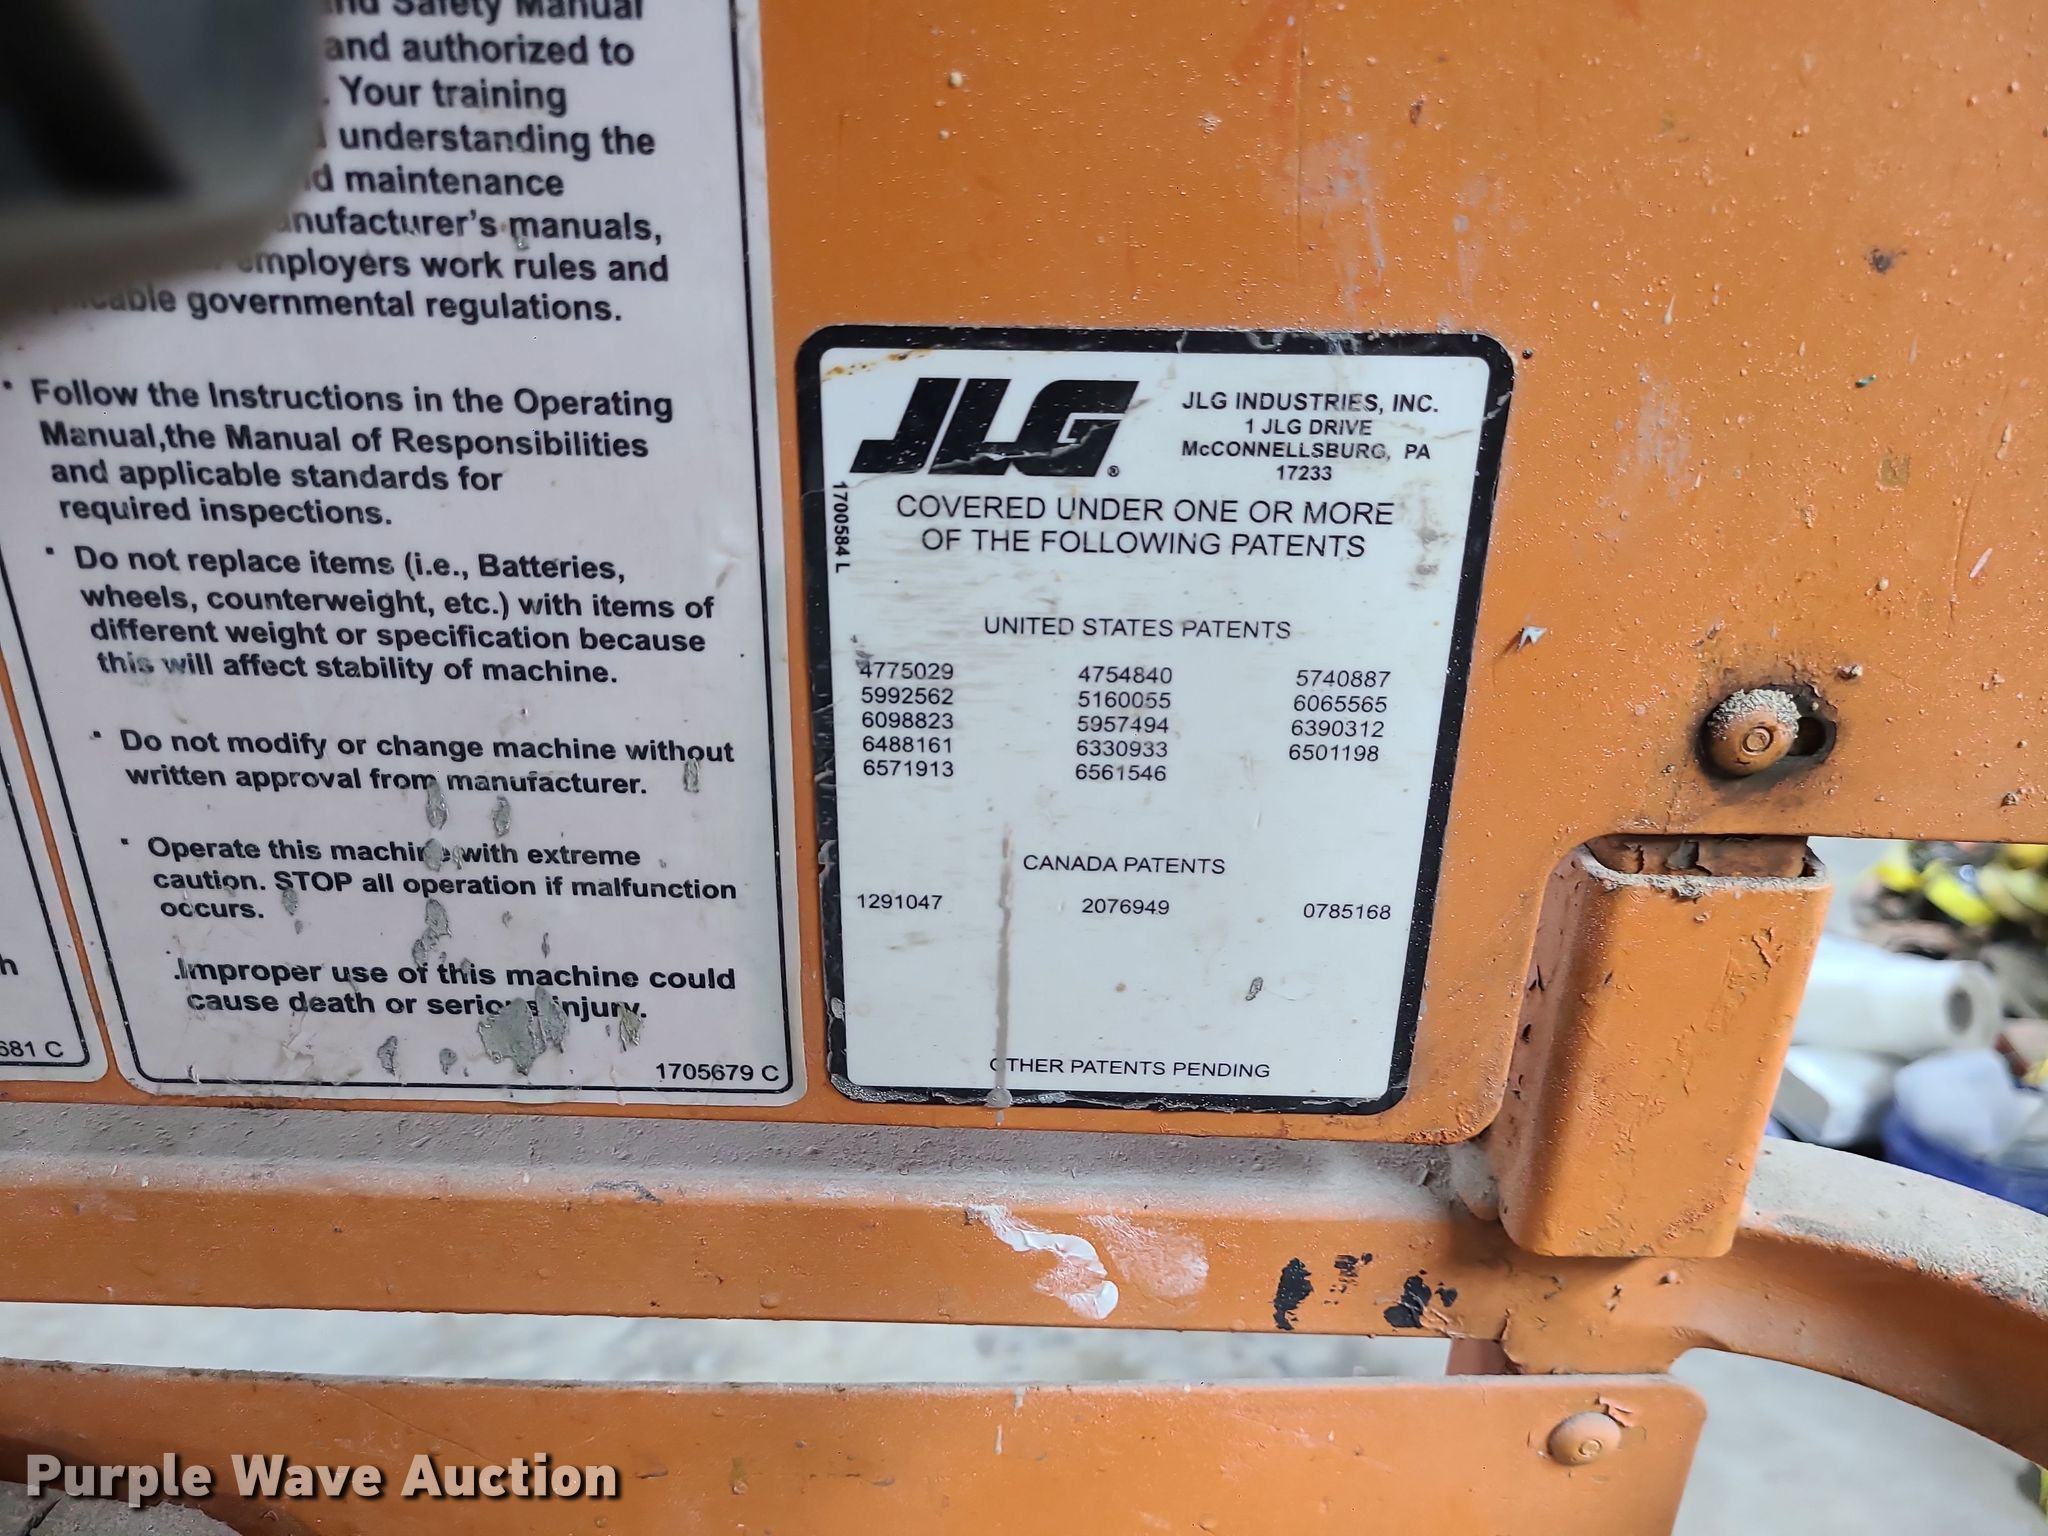 and Safety Manual
and authorized to
. Your training
understanding the
maintenance
manufacturer's manuals,
employers work rules and
governmental regulations.
· Follow the Instructions in the Operating
Manual,the Manual of Responsibilities
and applicable standards for
required inspections.
· Do not replace items (i.e., Batteries,
wheels, counterweight, etc.) with items of
different weight or specification because
this will affect stability of machine.
· Do not modify or change machine without
written approval from manufacturer.
· Operate this machine with extreme
caution. STOP all operation if malfunction
occurs.
.Improper use of this machine could
cause death or serious injury.
1705679 C
681 C
JLG®
JLG INDUSTRIES, INC.
1 JLG DRIVE
McCONNELLSBURG, PA
17233
1700584 L
COVERED UNDER ONE OR MORE
OF THE FOLLOWING PATENTS
UNITED STATES PATENTS
4775029 4754840 5740887
5992562 5160055 6065565
6098823 5957494 6390312
6488161 6330933 6501198
6571913 6561546
CANADA PATENTS
1291047 2076949 0785168
OTHER PATENTS PENDING
Purple Wave Auction